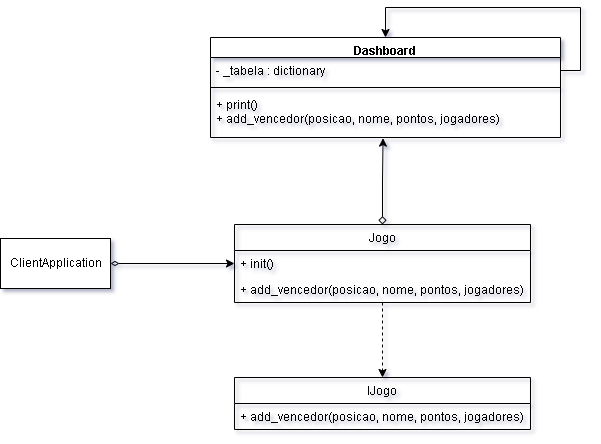 Dashboard
- _tabela : dictionary
+ print()
+ add_vencedor(posicao, nome, pontos, jogadores)
Jogo
ClientApplication
+ init()
+ add_vencedor(posicao, nome, pontos, jogadores)
IJogo
+ add_vencedor(posicao, nome, pontos, jogadores)